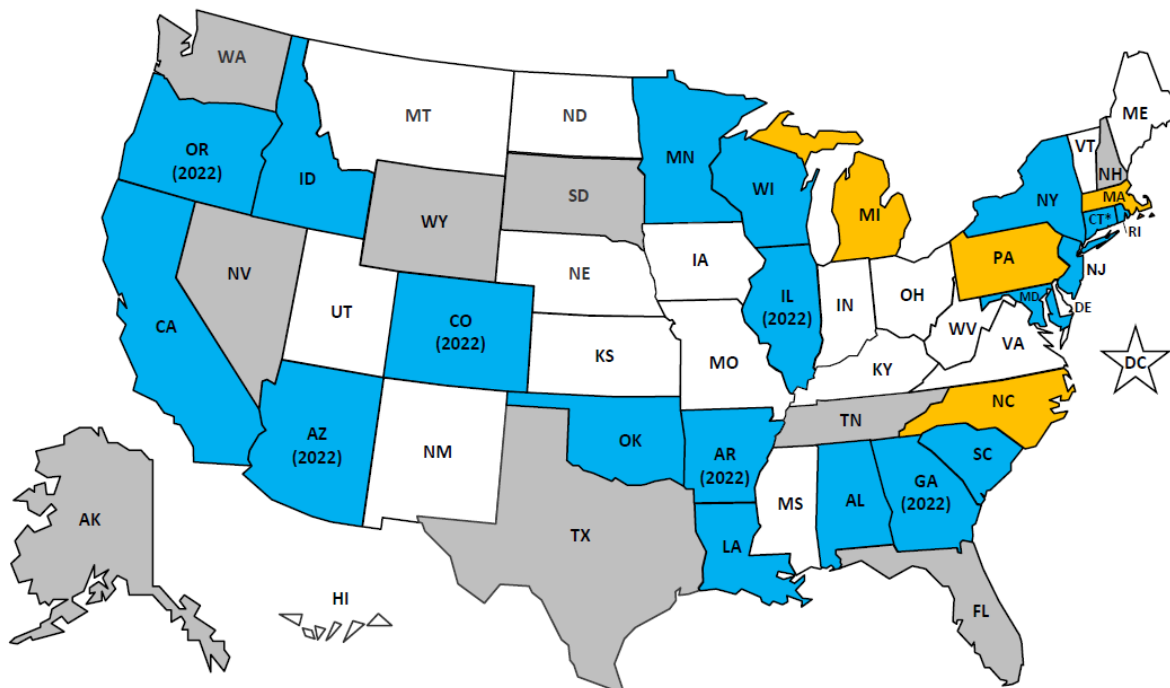 WA
MT
ND
ME
OR
(2022)
ID
MN
VT
NH
WI
NY
MA
SD
MI
CT*
RI
WY
PA
NJ
IA
NE
NV
OH
MD
DE
UT
IL
(2022)
IN
CO
(2022)
WV
CA
VA
DC
KS
MO
KY
NC
TN
AZ
(2022)
NM
OK
AR
(2022)
SC
GA
(2022)
MS
AL
AK
TX
LA
HI
FL